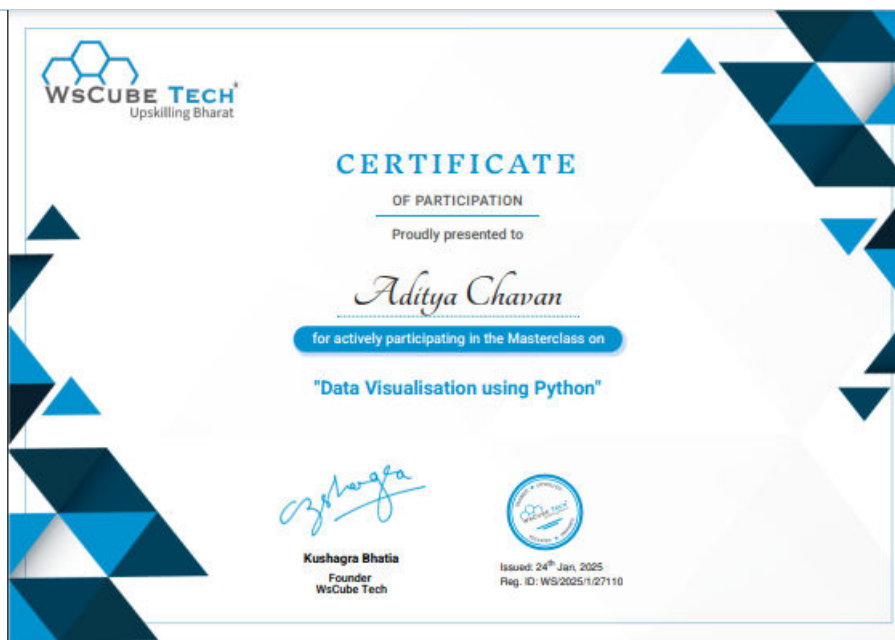 WSCUBE TECH
Upskilling Bharat
CERTIFICATE
OF PARTICIPATION
Proudly presented to
Aditya Chavan
for actively participating in the Masterclass on
"Data Visualisation using Python"
Kushagra Bhatia
Founder
WsCube Tech
WSCUBE TECH
Issued: 24th Jan, 2025
Reg. ID: WS/2025/1/27110